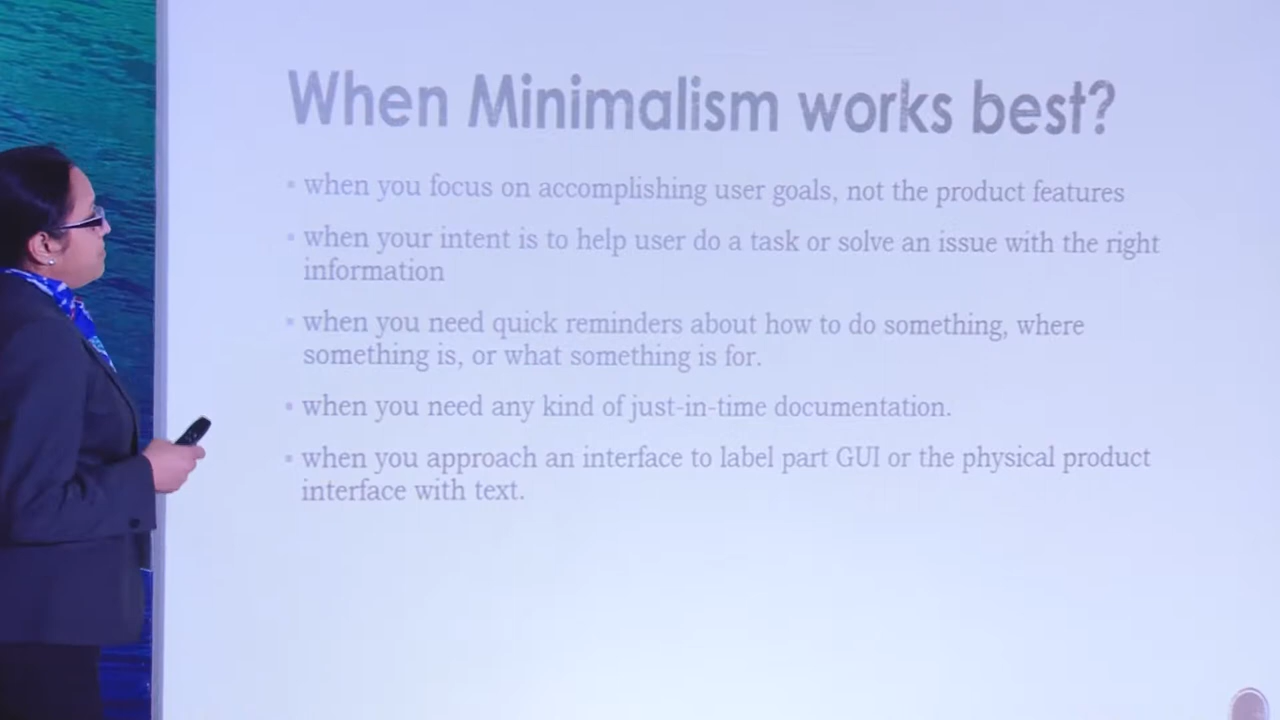 When Minimalism works best?
▪ when you focus on accomplishing user goals, not the product features
▪ when your intent is to help user do a task or solve an issue with the right
information
▪ when you need quick reminders about how to do something, where
something is, or what something is for.
▪ when you need any kind of just-in-time documentation.
▪ when you approach an interface to label part GUI or the physical product
interface with text.